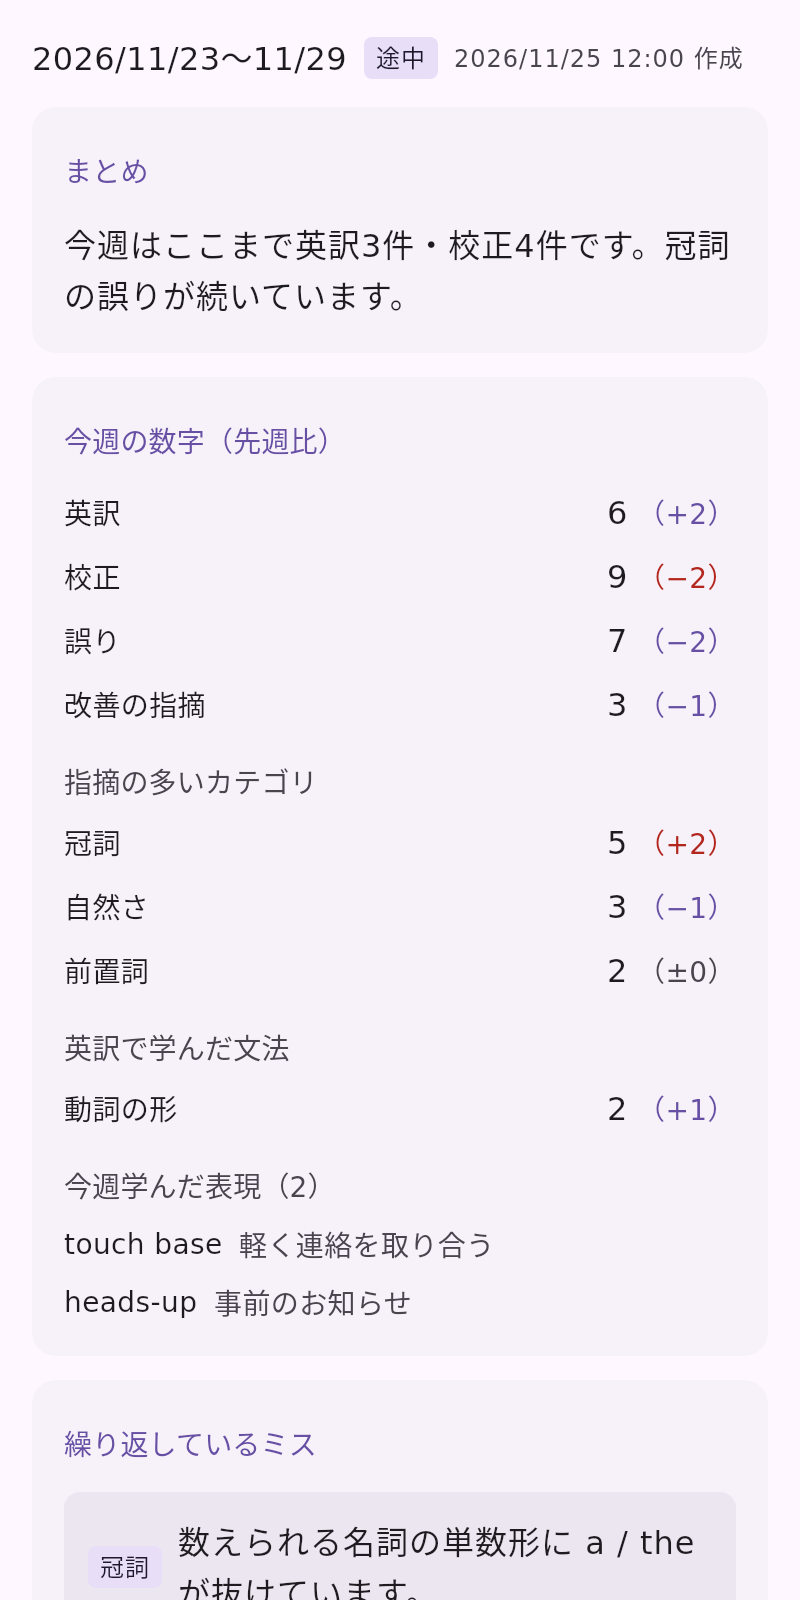 2026/11/23〜11/29 途中 2026/11/25 12:00 作成
まとめ
今週はここまで英訳3件・校正4件です。冠詞
の誤りが続いています。
今週の数字（先週比）
英訳 6 （+2）
校正 9 （−2）
誤り 7 （−2）
改善の指摘 3 （−1）
指摘の多いカテゴリ
冠詞 5 （+2）
自然さ 3 （−1）
前置詞 2 （±0）
英訳で学んだ文法
動詞の形 2 （+1）
今週学んだ表現（2）
touch base 軽く連絡を取り合う
heads-up 事前のお知らせ
繰り返しているミス
冠詞 数えられる名詞の単数形に a / the
が抜けています。